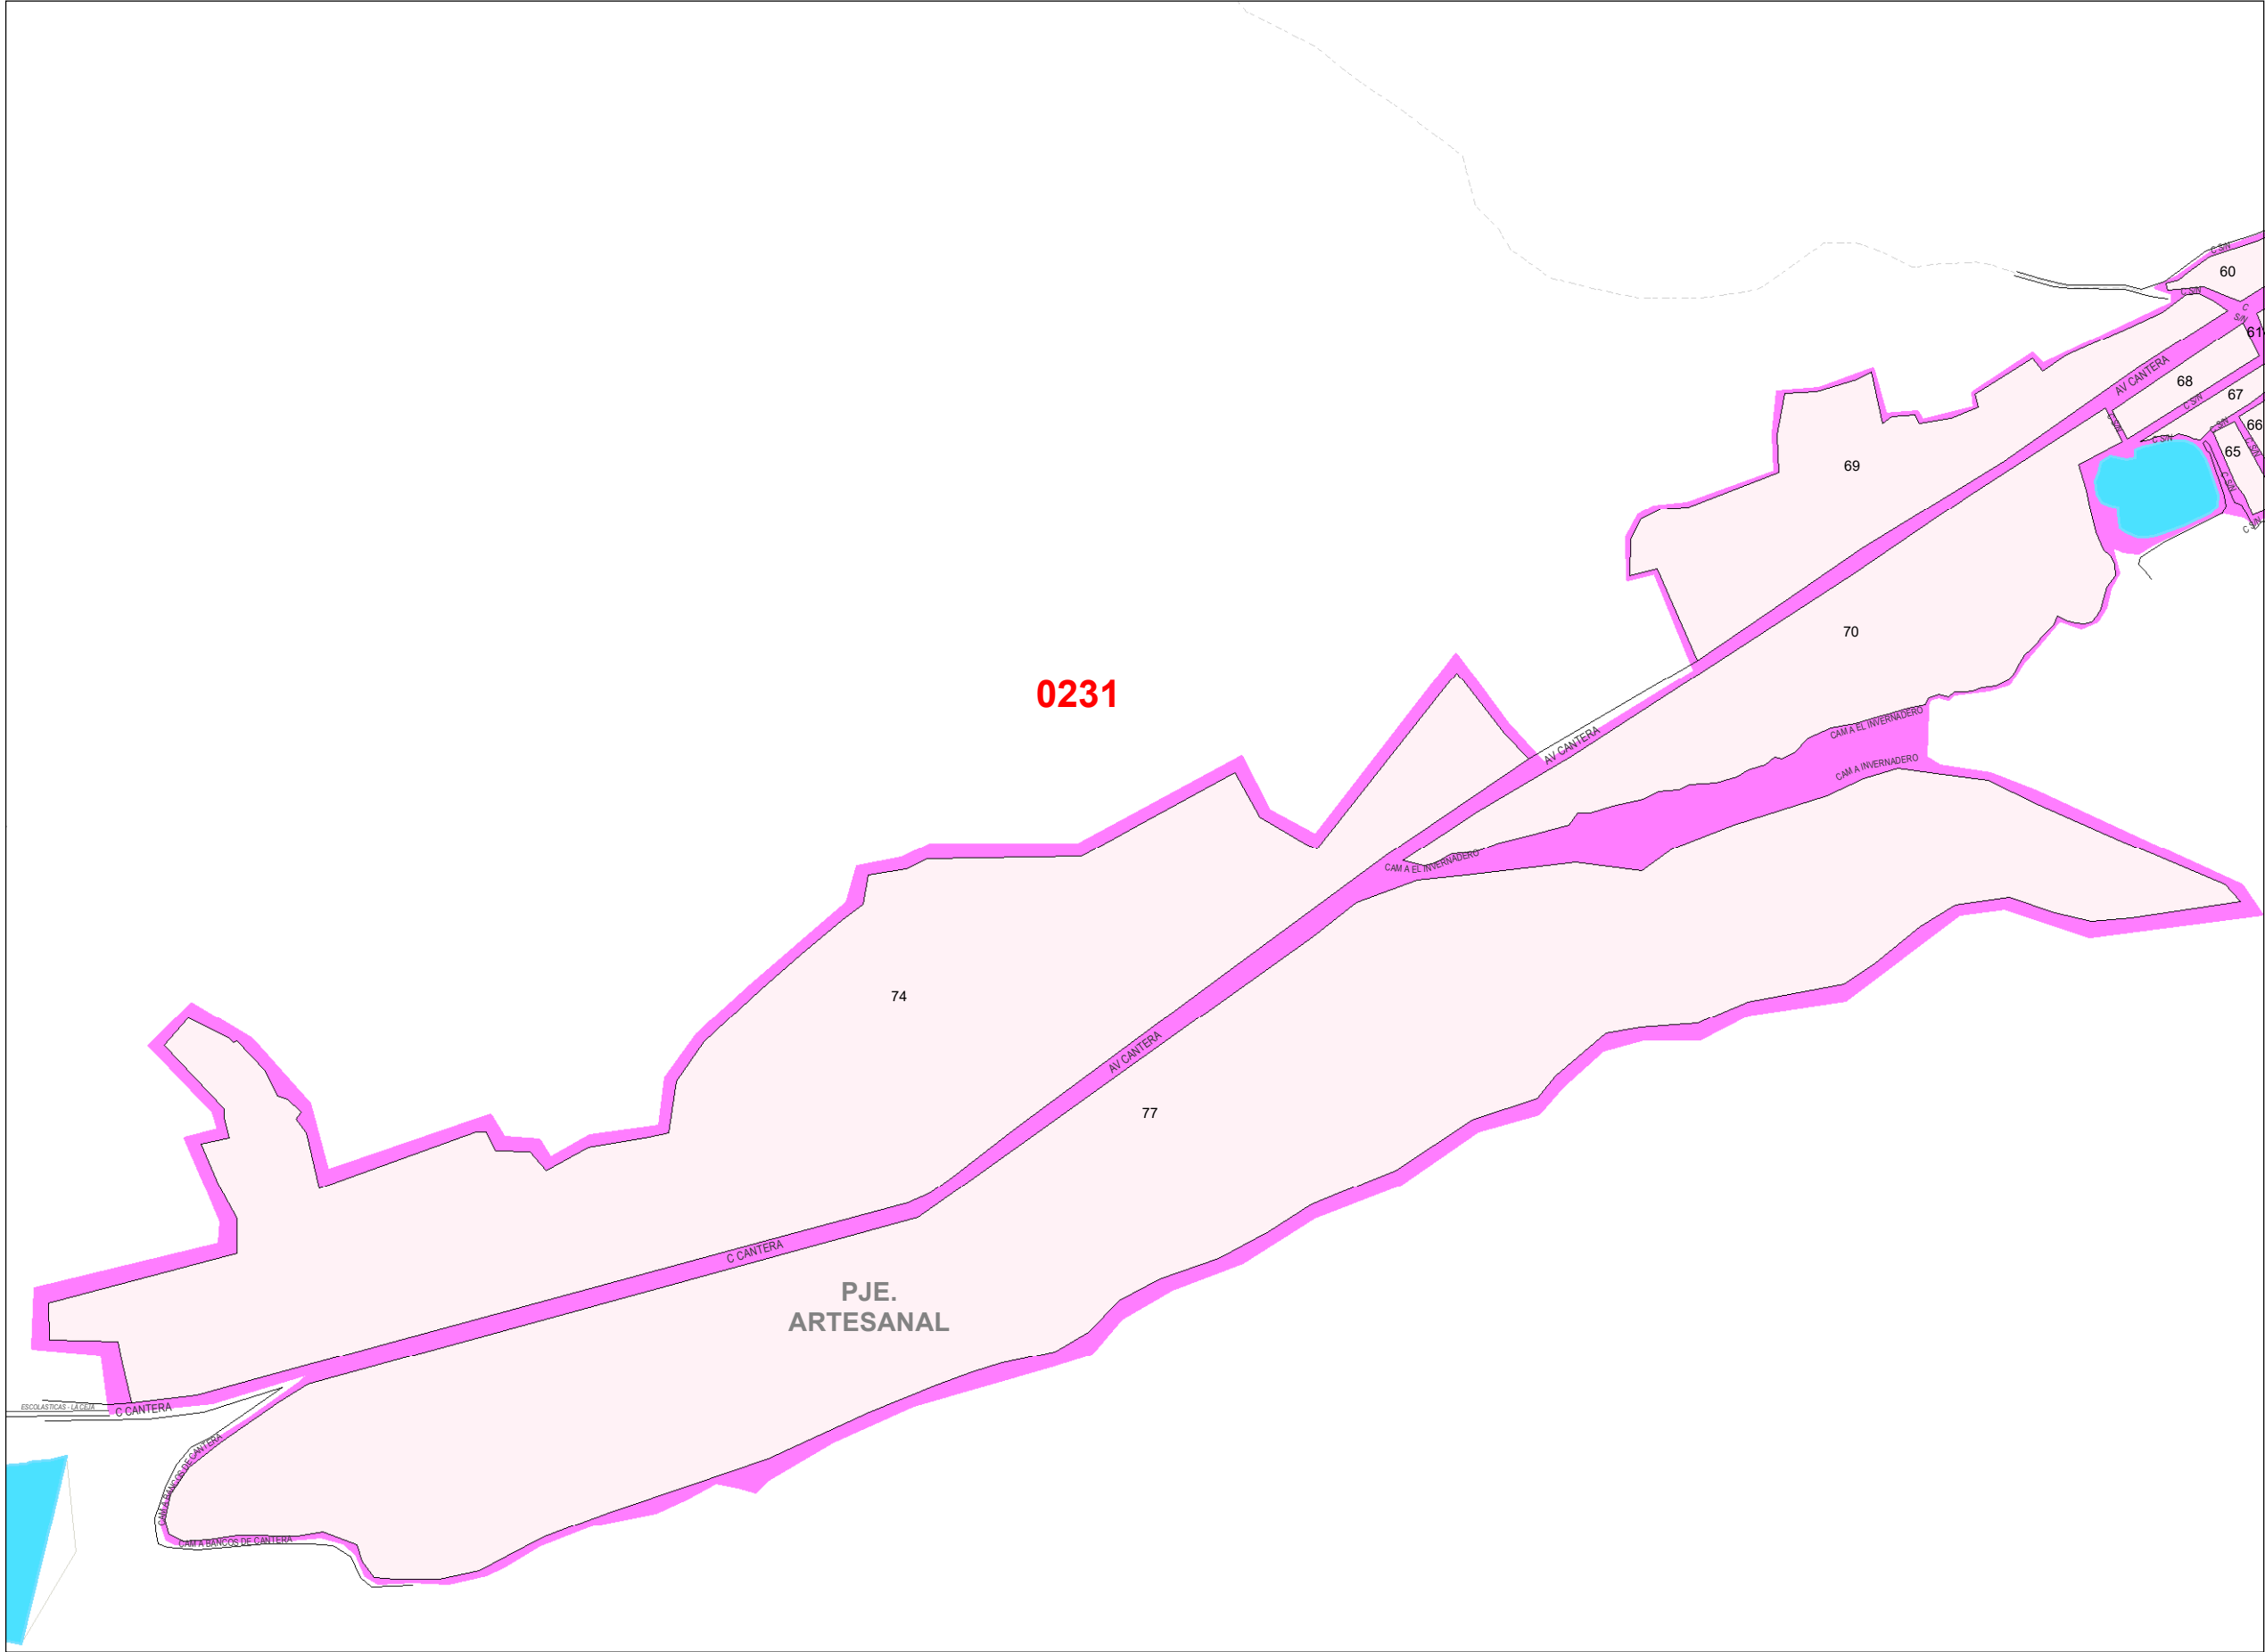 C S/N
60
C S/N
C
S/N
61
AV CANTERA
68
67
C S/N
C S/N
C S/N
66
C S/N
C S/N
65
69
C S/N
C S/N
70
0231
CAM A EL INVERNADERO
AV CANTERA
CAM A INVERNADERO
CAM A EL INVERNADERO
74
AV CANTERA
77
C CANTERA
PJE.
ARTESANAL
ESCOLASTICAS - LA CEJA
C CANTERA
CAM A BANCOS DE CANTERA
CAM A BANCOS DE CANTERA